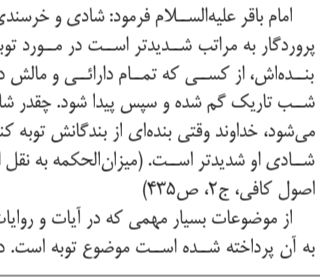 امام باقر علیه‌السلام فرمود: شادی و خرسندی
پروردگار به مراتب شدیدتر است در مورد توبه
بنده‌اش، از کسی که تمام دارائی و مالش در
شب تاریک گم شده و سپس پیدا شود. چقدر
می‌شود، خداوند وقتی بنده‌ای از بندگانش توبه کند
شادی او شدیدتر است. (میزان‌الحکمه به نقل از
اصول کافی، ج۲، ص۴۳۵)
از موضوعات بسیار مهمی که در آیات و روایات
به آن پرداخته شده است موضوع توبه است.